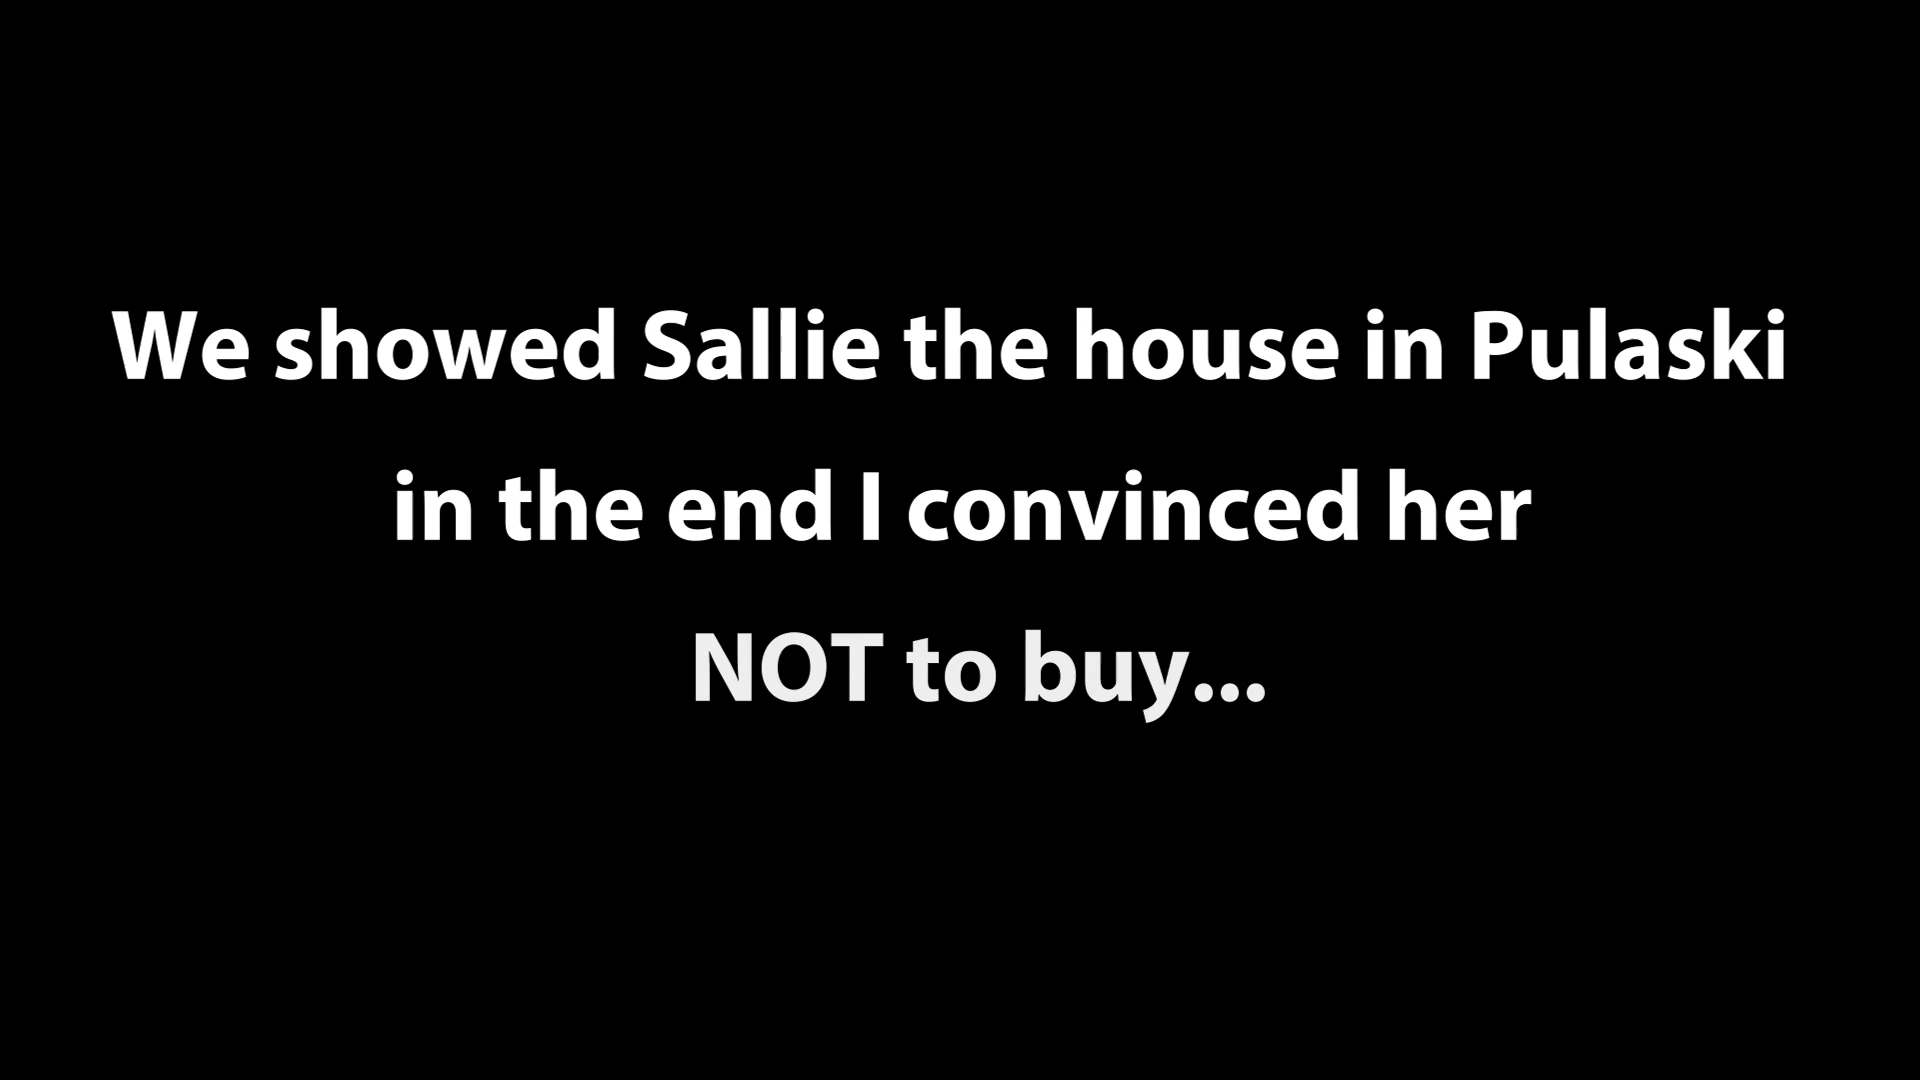 We showed Sallie the house in Pulaski
in the end I convinced her
NOT to buy...